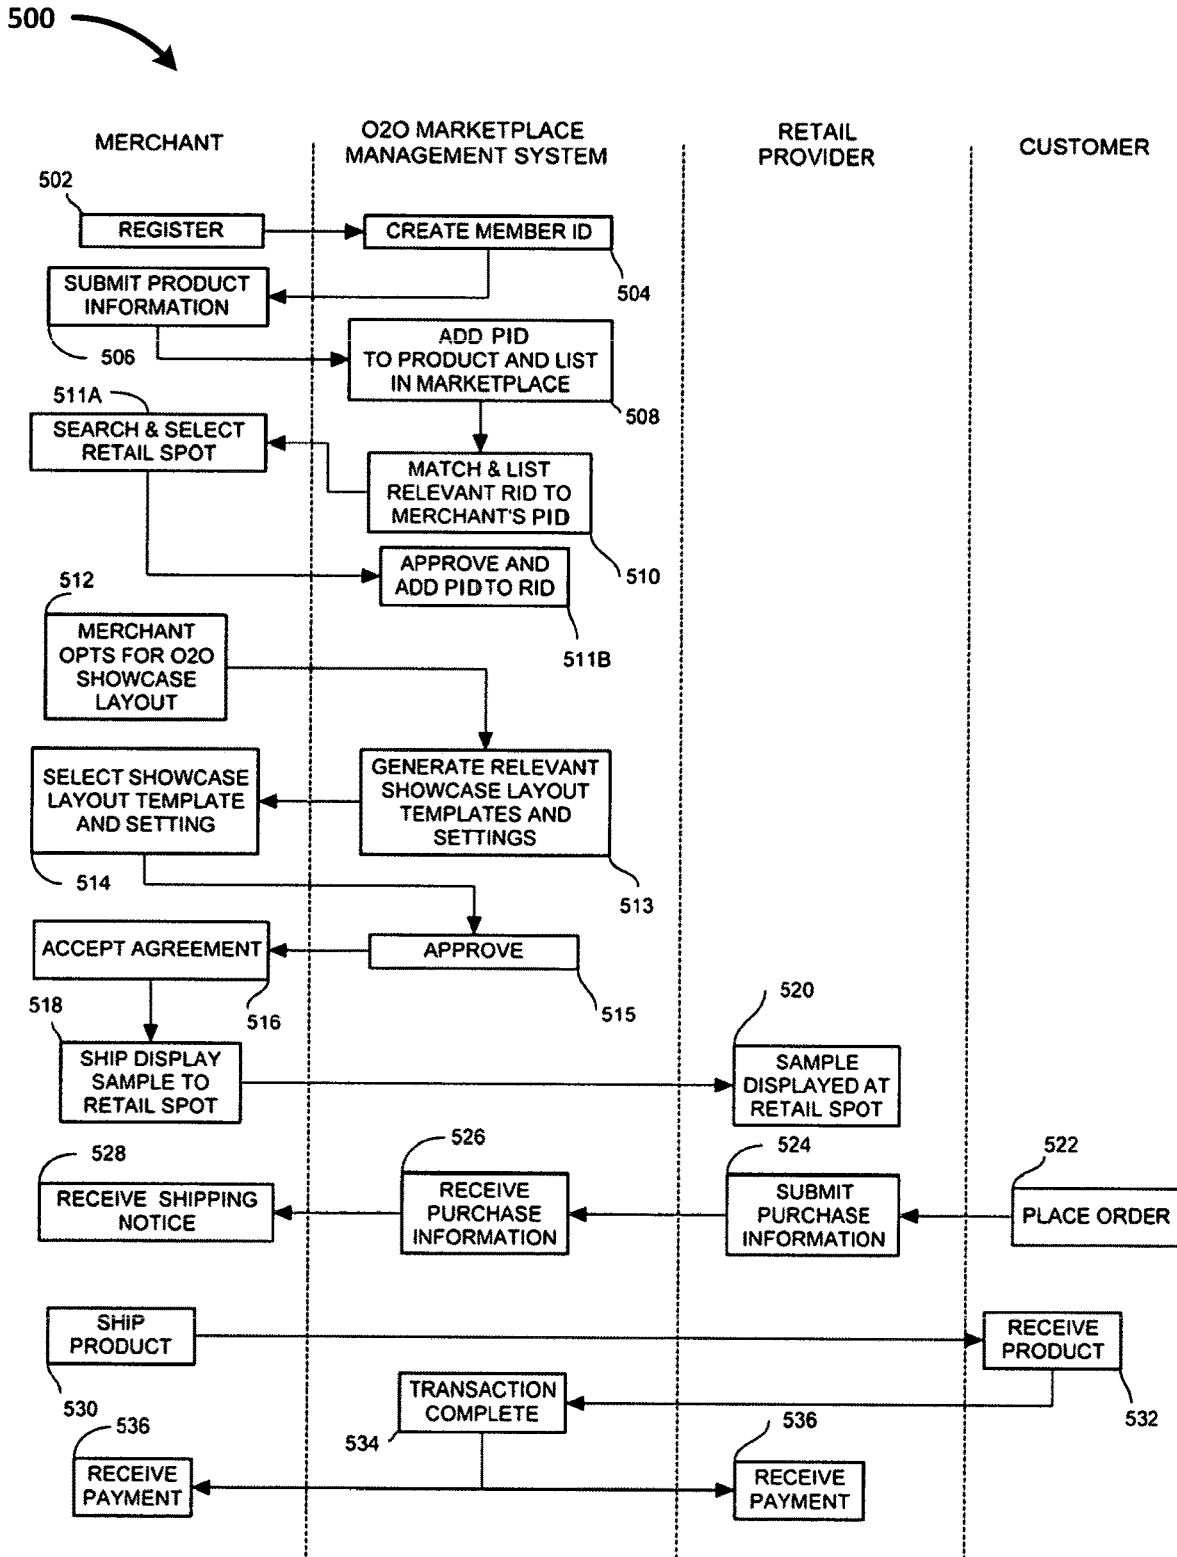 500
MERCHANT
O2O MARKETPLACE
MANAGEMENT SYSTEM
RETAIL
PROVIDER
CUSTOMER
502
REGISTER
CREATE MEMBER ID
504
SUBMIT PRODUCT
INFORMATION
506
ADD PID
TO PRODUCT AND LIST
IN MARKETPLACE
508
511A
SEARCH & SELECT
RETAIL SPOT
MATCH & LIST
RELEVANT RID TO
MERCHANT'S PID
510
APPROVE AND
ADD PID TO RID
511B
512
MERCHANT
OPTS FOR O2O
SHOWCASE
LAYOUT
GENERATE RELEVANT
SHOWCASE LAYOUT
TEMPLATES AND
SETTINGS
513
SELECT SHOWCASE
LAYOUT TEMPLATE
AND SETTING
514
APPROVE
515
ACCEPT AGREEMENT
516
518
SHIP DISPLAY
SAMPLE TO
RETAIL SPOT
520
SAMPLE
DISPLAYED AT
RETAIL SPOT
522
PLACE ORDER
524
SUBMIT
PURCHASE
INFORMATION
526
RECEIVE
PURCHASE
INFORMATION
528
RECEIVE SHIPPING
NOTICE
SHIP
PRODUCT
530
RECEIVE
PRODUCT
532
TRANSACTION
COMPLETE
534
536
RECEIVE
PAYMENT
536
RECEIVE
PAYMENT